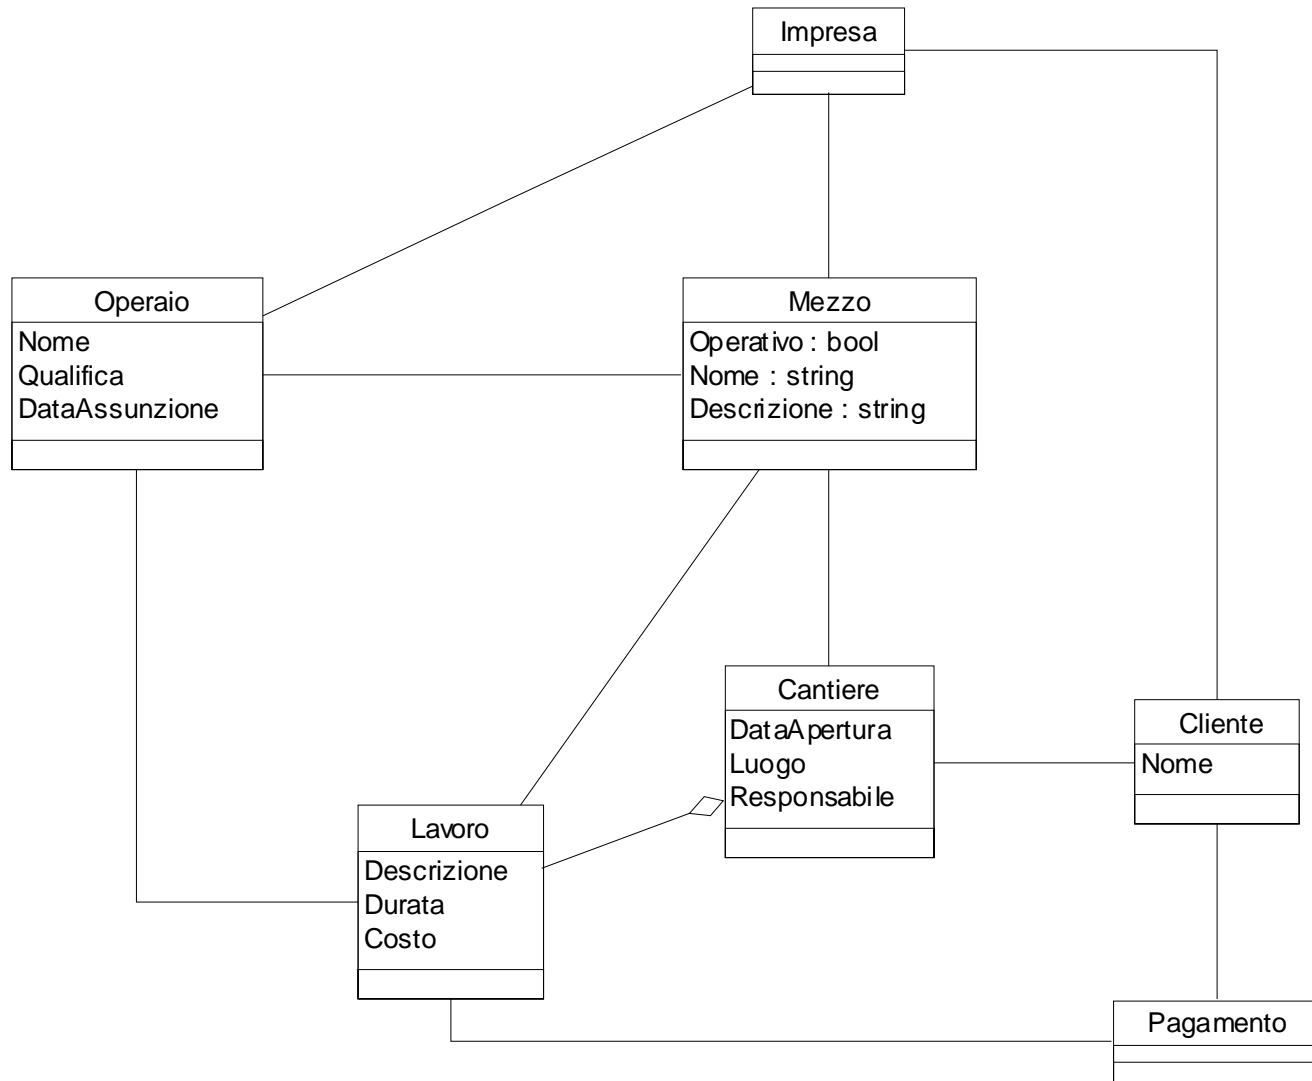 Impresa
Operaio
Nome
Qualifica
DataAssunzione
Mezzo
Operativo : bool
Nome : string
Descrizione : string
Cantiere
DataApertura
Luogo
Responsabile
Cliente
Nome
Lavoro
Descrizione
Durata
Costo
Pagamento